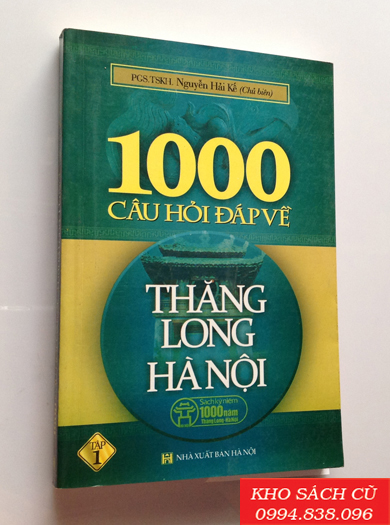 PGS.TSKH. Nguyễn Hải Kế (Chủ biên)
1000
CÂU HỎI ĐÁP VỀ
THĂNG
LONG
HÀ NỘI
Sách kỷ niệm
1000 năm
Thăng Long-Hà Nội
TẬP
1
NHÀ XUẤT BẢN HÀ NỘI
KHO SÁCH CŨ
0994.838.096